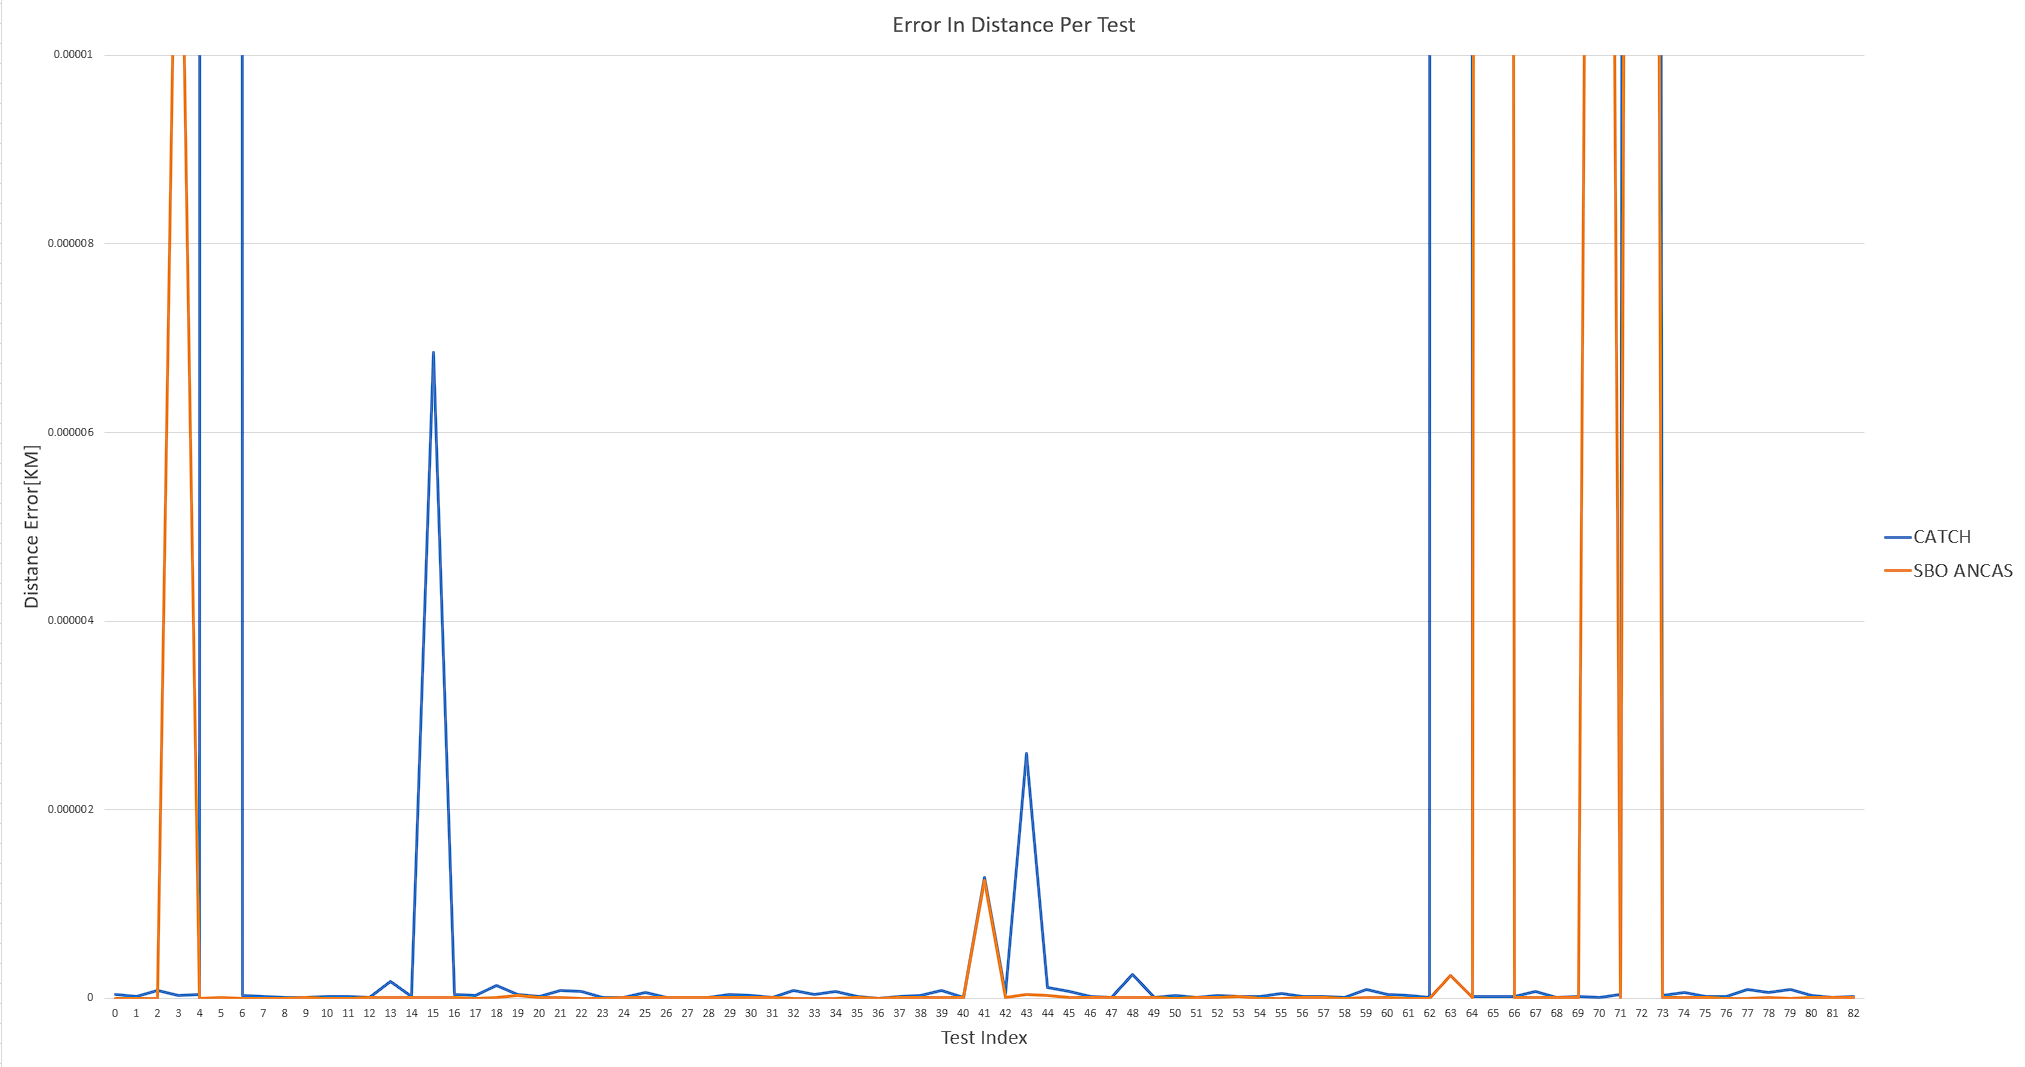 Error In Distance Per Test
0.00001
0.000008
0.000006
0.000004
0.000002
0
Distance Error[KM]
0 1 2 3 4 5 6 7 8 9 10 11 12 13 14 15 16 17 18 19 20 21 22 23 24 25 26 27 28 29 30 31 32 33 34 35 36 37 38 39 40 41 42 43 44 45 46 47 48 49 50 51 52 53 54 55 56 57 58 59 60 61 62 63 64 65 66 67 68 69 70 71 72 73 74 75 76 77 78 79 80 81 82
Test Index
CATCH
SBO ANCAS